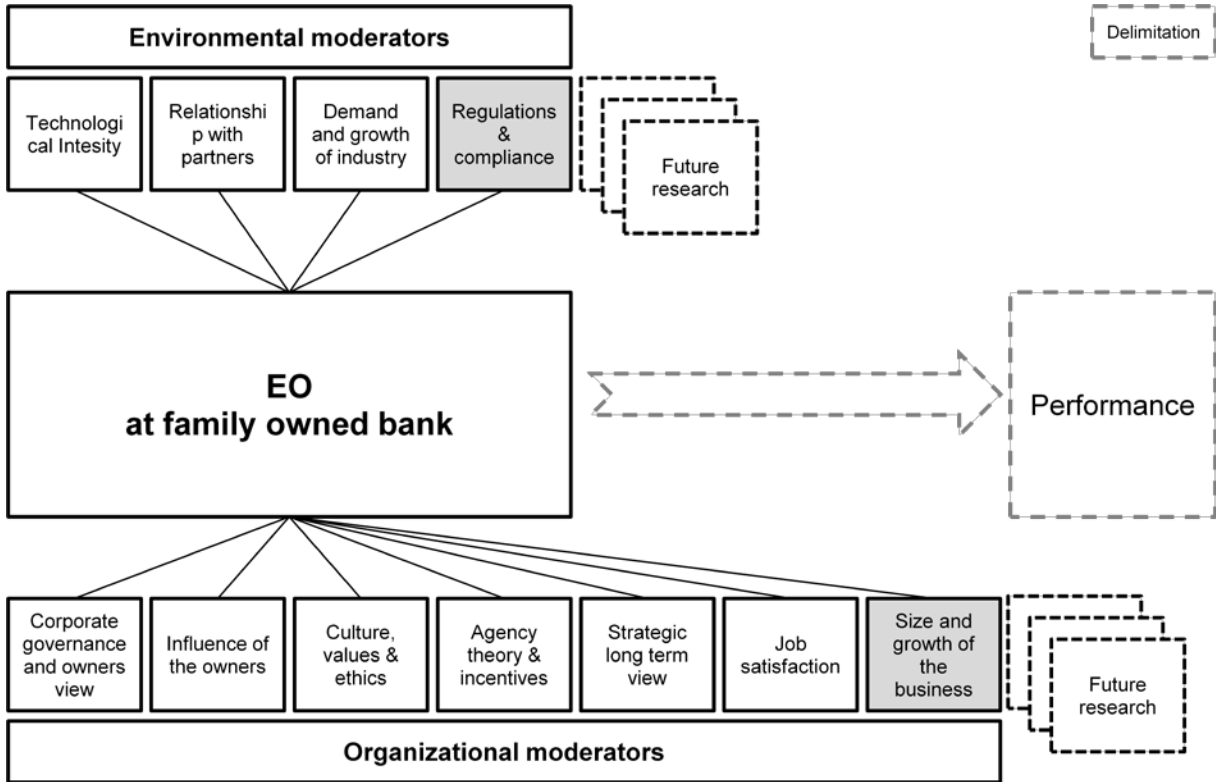 Environmental moderators
Delimitation
Technologi
cal Intesity
Relationshi
p with
partners
Demand
and growth
of industry
Regulations
&
compliance
Future
research
EO
at family owned bank
Performance
Corporate
governance
and owners
view
Influence of
the owners
Culture,
values &
ethics
Agency
theory &
incentives
Strategic
long term
view
Job
satisfaction
Size and
growth of
the
business
Future
research
Organizational moderators